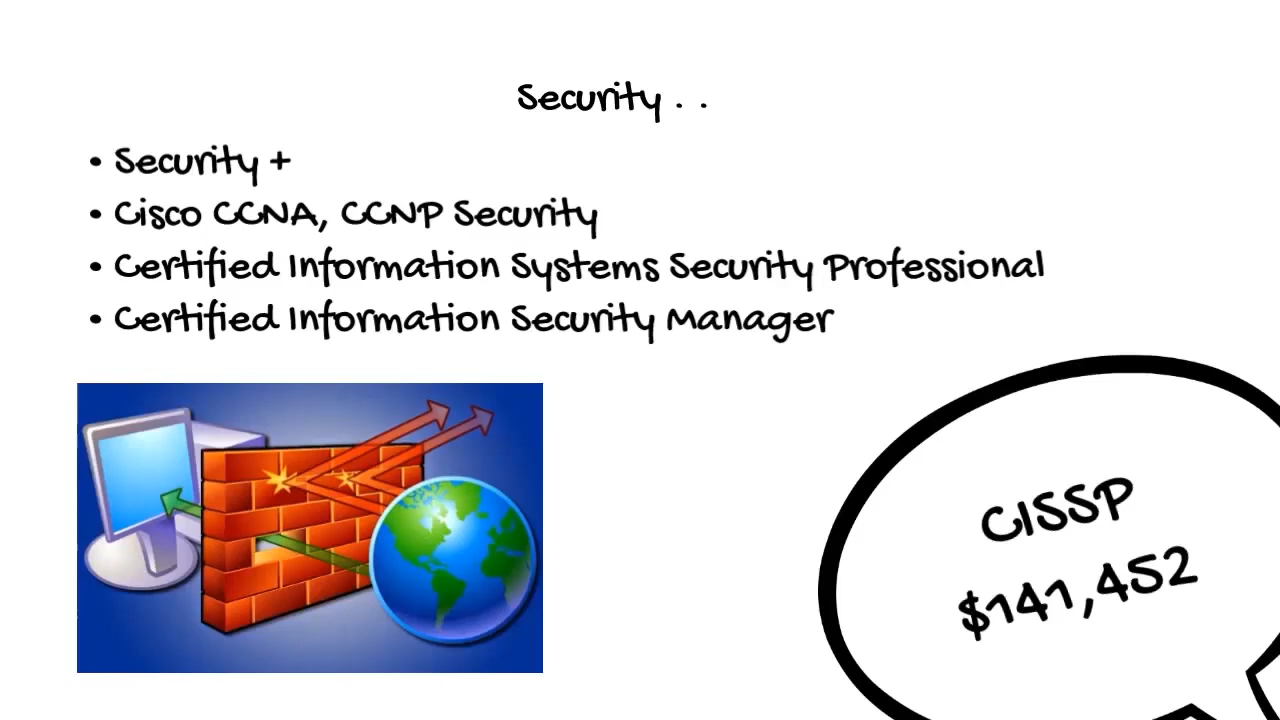 Security . .
• Security +
• Cisco CCNA, CCNP Security
• Certified Information Systems Security Professional
• Certified Information Security Manager
CISSP
$141,452